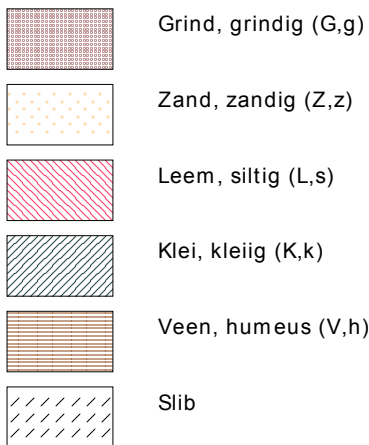 Grind, grindig (G,g)
Zand, zandig (Z,z)
Leem, siltig (L,s)
Klei, kleiig (K,k)
Veen, humeus (V,h)
Slib